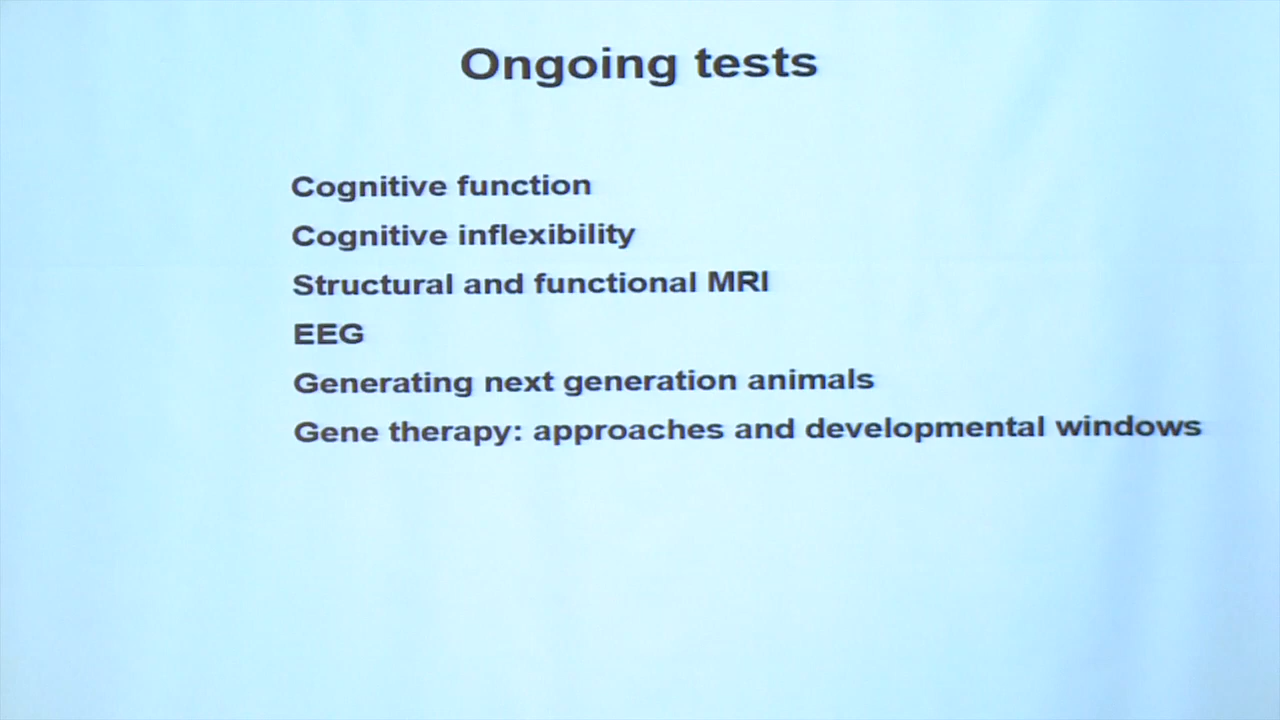 Ongoing tests
Cognitive function
Cognitive inflexibility
Structural and functional MRI
EEG
Generating next generation animals
Gene therapy: approaches and developmental windows